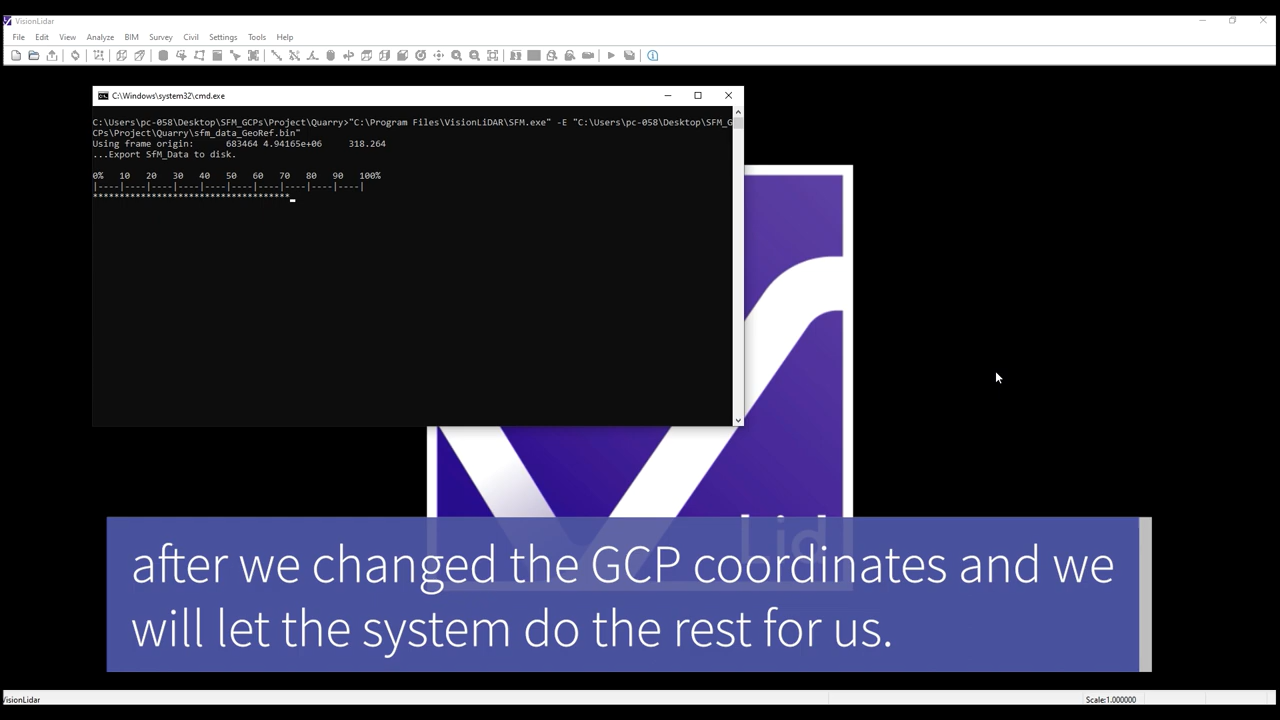 VisionLidar
File Edit View Analyze BIM Survey Civil Settings Tools Help
C:\Windows\system32\cmd.exe
C:\Users\pc-058\Desktop\SFM_GCPs\Project\Quarry>"C:\Program Files\VisionLiDAR\SFM.exe" -E "C:\Users\pc-058\Desktop\SFM_G
CPs\Project\Quarry\sfm_data_GeoRef.bin"
Using frame origin: 683464 4.94165e+06 318.264
...Export SfM_Data to disk.
0% 10 20 30 40 50 60 70 80 90 100%
|----|----|----|----|----|----|----|----|----|----|
*************************************
Lid
after we changed the GCP coordinates and we
will let the system do the rest for us.
VisionLidar
Scale:1.000000